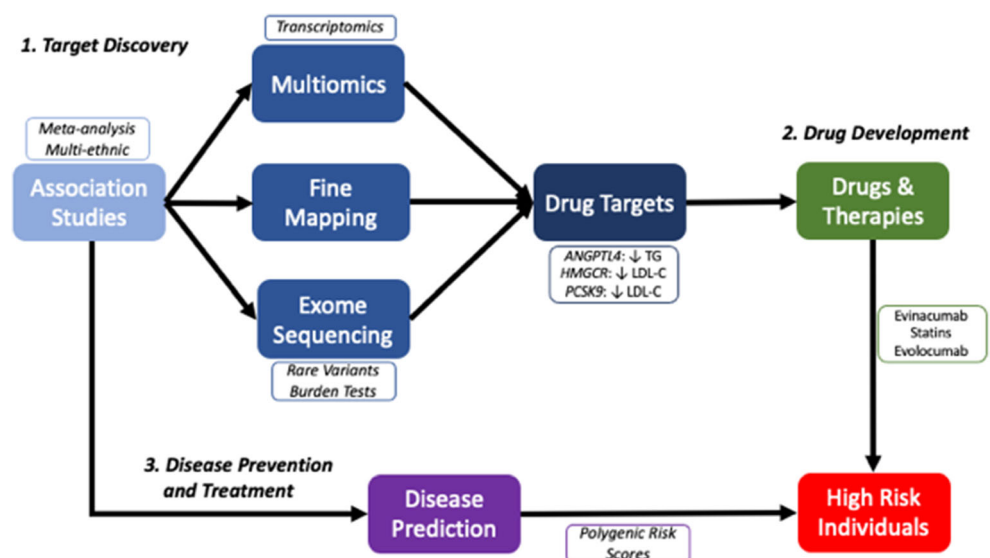 1. Target Discovery
Transcriptomics
Multiomics
Meta-analysis
Multi-ethnic
Association
Studies
Fine
Mapping
Exome
Sequencing
Rare Variants
Burden Tests
Drug Targets
ANGPTL4: ↓ TG
HMGCR: ↓ LDL-C
PCSK9: ↓ LDL-C
2. Drug Development
Drugs &
Therapies
Evinacumab
Statins
Evolocumab
3. Disease Prevention
and Treatment
Disease
Prediction
Polygenic Risk
Scores
High Risk
Individuals